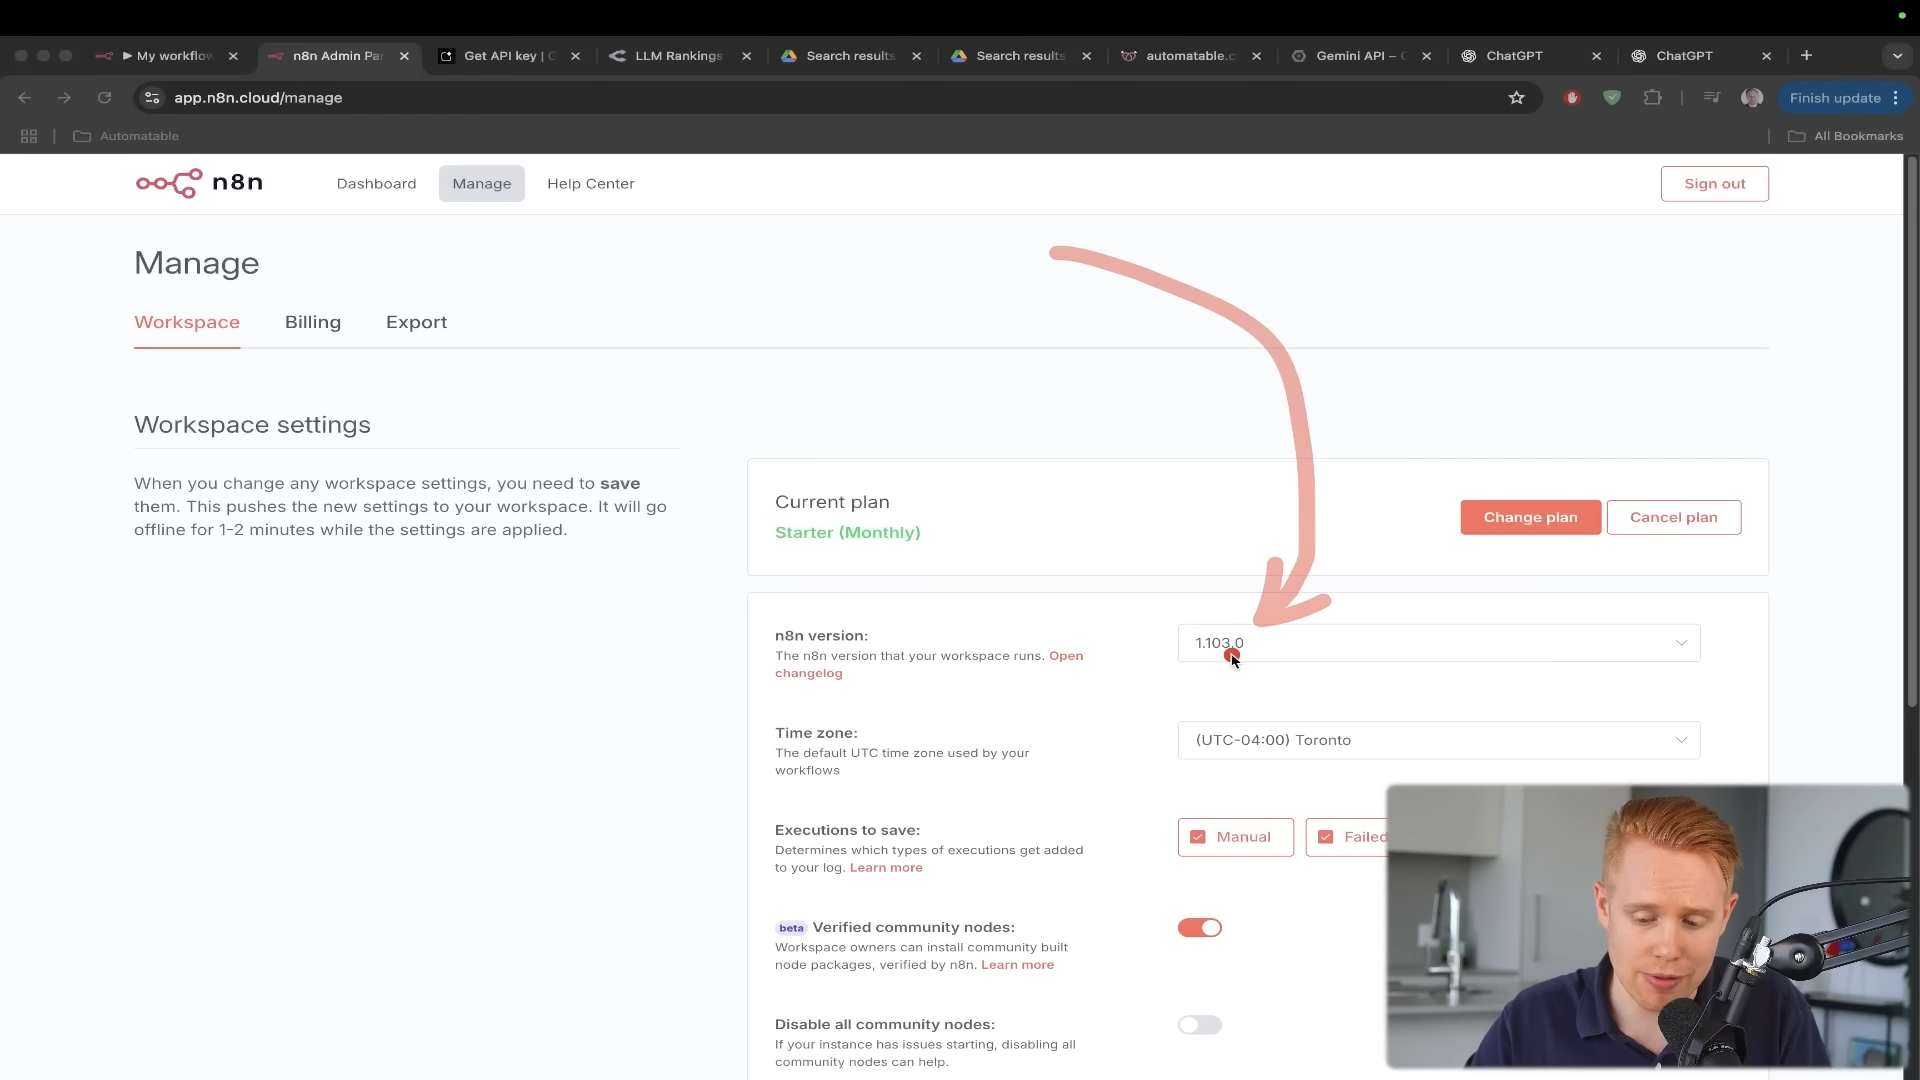 My workflow
n8n Admin Pa
Get API key | G
LLM Rankings
Search results
Search results
automatable.c
Gemini API – G
ChatGPT
ChatGPT
app.n8n.cloud/manage
Finish update
Automatable
All Bookmarks
n8n
Dashboard
Manage
Help Center
Sign out
Manage
Workspace
Billing
Export
Workspace settings
When you change any workspace settings, you need to save
them. This pushes the new settings to your workspace. It will go
offline for 1-2 minutes while the settings are applied.
Current plan
Starter (Monthly)
Change plan
Cancel plan
n8n version:
The n8n version that your workspace runs. Open
changelog
1.103.0
Time zone:
The default UTC time zone used by your
workflows
(UTC-04:00) Toronto
Executions to save:
Determines which types of executions get added
to your log. Learn more
Manual
Failed
beta Verified community nodes:
Workspace owners can install community built
node packages, verified by n8n. Learn more
Disable all community nodes:
If your instance has issues starting, disabling all
community nodes can help.